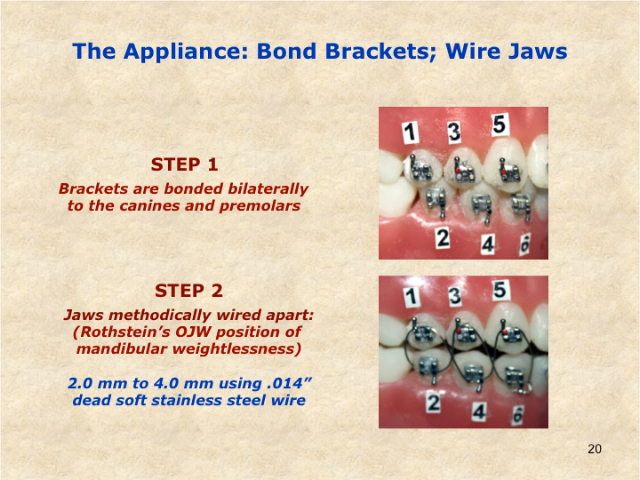 The Appliance: Bond Brackets; Wire Jaws
STEP 1
Brackets are bonded bilaterally
to the canines and premolars
1 3 5
2 4 6
STEP 2
Jaws methodically wired apart:
(Rothstein's OJW position of
mandibular weightlessness)
2.0 mm to 4.0 mm using .014”
dead soft stainless steel wire
1 3 5
2 4 6
20